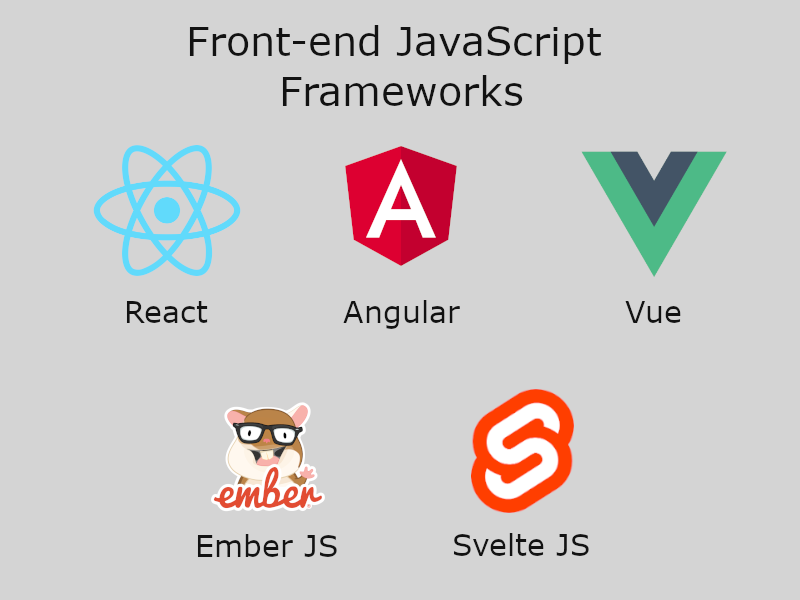 Front-end JavaScript
Frameworks
A
React
Angular
Vue
ember
S
Ember JS
Svelte JS